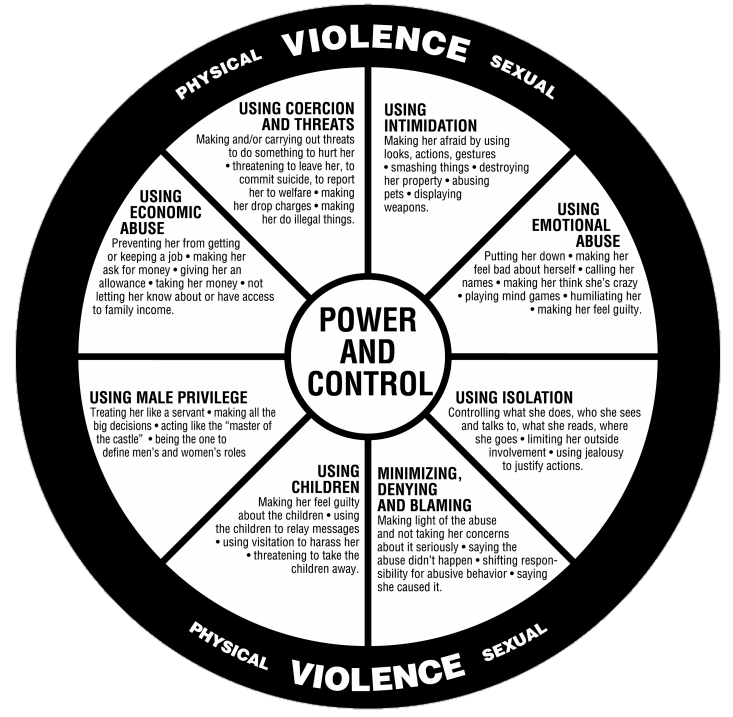 PHYSICAL VIOLENCE SEXUAL
USING COERCION
AND THREATS
Making and/or carrying out threats
to do something to hurt her
• threatening to leave her, to
commit suicide, to report
her to welfare • making
her drop charges • making
her do illegal things.
USING
INTIMIDATION
Making her afraid by using
looks, actions, gestures
• smashing things • destroying
her property • abusing
pets • displaying
weapons.
USING
EMOTIONAL
ABUSE
Putting her down • making her
feel bad about herself • calling her
names • making her think she's crazy
• playing mind games • humiliating her
• making her feel guilty.
USING ISOLATION
Controlling what she does, who she sees
and talks to, what she reads, where
she goes • limiting her outside
involvement • using jealousy
to justify actions.
MINIMIZING,
DENYING
AND BLAMING
Making light of the abuse
and not taking her concerns
about it seriously • saying the
abuse didn't happen • shifting respon-
sibility for abusive behavior • saying
she caused it.
USING
CHILDREN
Making her feel guilty
about the children • using
the children to relay messages
• using visitation to harass her
• threatening to take the
children away.
USING MALE PRIVILEGE
Treating her like a servant • making all the
big decisions • acting like the “master of
the castle” • being the one to
define men's and women's roles
USING
ECONOMIC
ABUSE
Preventing her from getting
or keeping a job • making her
ask for money • giving her an
allowance • taking her money • not
letting her know about or have access
to family income.
POWER
AND
CONTROL
PHYSICAL VIOLENCE SEXUAL